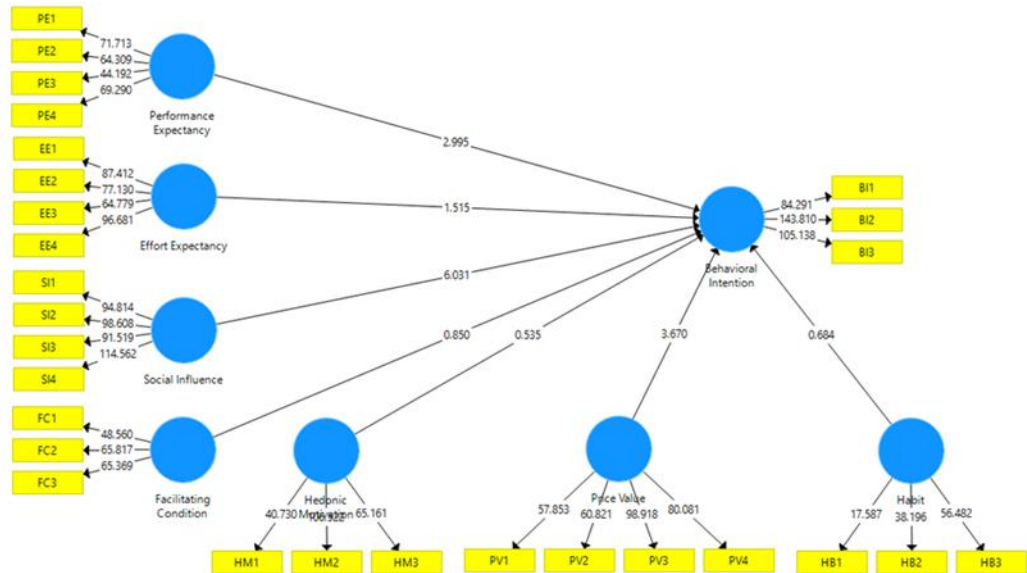 PE1
71.713
PE2
64.309
PE3
44.192
PE4
69.290
Performance
Expectancy
2.995
EE1
87.412
EE2
77.130
EE3
64.779
EE4
96.681
Effort Expectancy
1.515
BI1
84.291
BI2
143.810
BI3
105.138
Behavioral
Intention
SI1
94.814
SI2
98.608
SI3
91.519
SI4
114.562
Social Influence
6.031
0.850
0.535
3.670
0.684
FC1
48.560
FC2
65.817
FC3
65.369
Facilitating
Condition
Hedonic
Motivation
Price Value
Habit
40.730
65.161
57.853
60.821
98.918
80.081
17.587
38.196
56.482
HM1
HM2
HM3
PV1
PV2
PV3
PV4
HB1
HB2
HB3